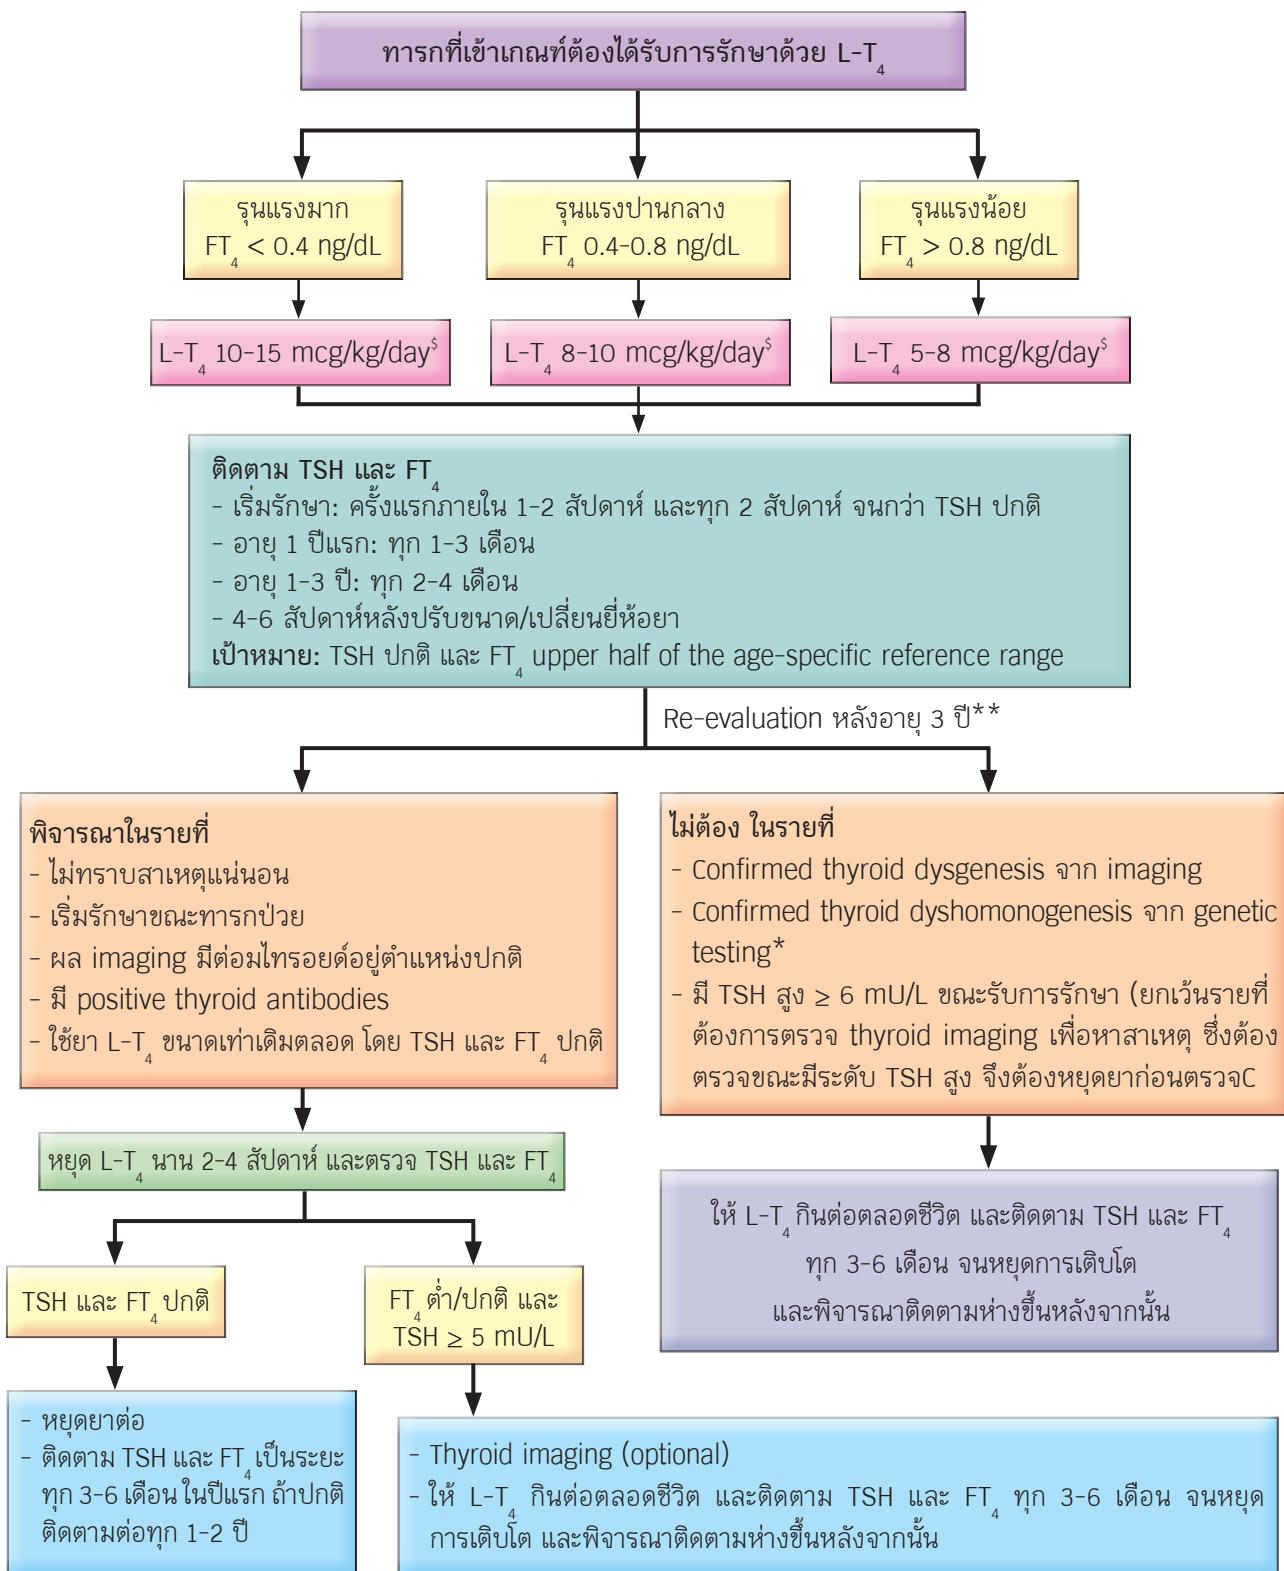 ทารกที่เข้าเกณฑ์ต้องได้รับการรักษาด้วย L-T4
รุนแรงมาก
FT4 < 0.4 ng/dL
รุนแรงปานกลาง
FT4 0.4-0.8 ng/dL
รุนแรงน้อย
FT4 > 0.8 ng/dL
L-T4 10-15 mcg/kg/day$
L-T4 8-10 mcg/kg/day$
L-T4 5-8 mcg/kg/day$
ติดตาม TSH และ FT4
- เริ่มรักษา: ครั้งแรกภายใน 1-2 สัปดาห์ และทุก 2 สัปดาห์ จนกว่า TSH ปกติ
- อายุ 1 ปีแรก: ทุก 1-3 เดือน
- อายุ 1-3 ปี: ทุก 2-4 เดือน
- 4-6 สัปดาห์หลังปรับขนาด/เปลี่ยนยี่ห้อยา
เป้าหมาย: TSH ปกติ และ FT4 upper half of the age-specific reference range
Re-evaluation หลังอายุ 3 ปี**
พิจารณาในรายที่
- ไม่ทราบสาเหตุแน่นอน
- เริ่มรักษาขณะทารกป่วย
- ผล imaging มีต่อมไทรอยด์อยู่ตำแหน่งปกติ
- มี positive thyroid antibodies
- ใช้ยา L-T4 ขนาดเท่าเดิมตลอด โดย TSH และ FT4 ปกติ
ไม่ต้อง ในรายที่
- Confirmed thyroid dysgenesis จาก imaging
- Confirmed thyroid dyshomonogenesis จาก genetic
testing*
- มี TSH สูง ≥ 6 mU/L ขณะรับการรักษา (ยกเว้นรายที่
ต้องการตรวจ thyroid imaging เพื่อหาสาเหตุ ซึ่งต้อง
ตรวจขณะมีระดับ TSH สูง จึงต้องหยุดยาก่อนตรวจC
หยุด L-T4 นาน 2-4 สัปดาห์ และตรวจ TSH และ FT4
ให้ L-T4 กินต่อตลอดชีวิต และติดตาม TSH และ FT4
ทุก 3-6 เดือน จนหยุดการเติบโต
และพิจารณาติดตามห่างขึ้นหลังจากนั้น
TSH และ FT4 ปกติ
FT4 ต่ำ/ปกติ และ
TSH ≥ 5 mU/L
- หยุดยาต่อ
- ติดตาม TSH และ FT4 เป็นระยะ
ทุก 3-6 เดือน ในปีแรก ถ้าปกติ
ติดตามต่อทุก 1-2 ปี
- Thyroid imaging (optional)
- ให้ L-T4 กินต่อตลอดชีวิต และติดตาม TSH และ FT4 ทุก 3-6 เดือน จนหยุด
การเติบโต และพิจารณาติดตามห่างขึ้นหลังจากนั้น